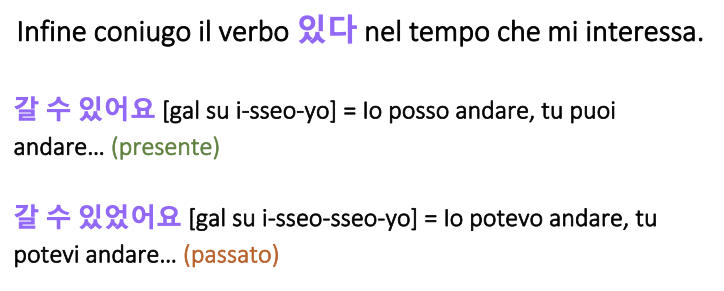 Infine coniugo il verbo 있다 nel tempo che mi interessa.
갈 수 있어요 [gal su i-sseo-yo] = Io posso andare, tu puoi
andare... (presente)
갈 수 있었어요 [gal su i-sseo-sseo-yo] = Io potevo andare, tu
potevi andare... (passato)